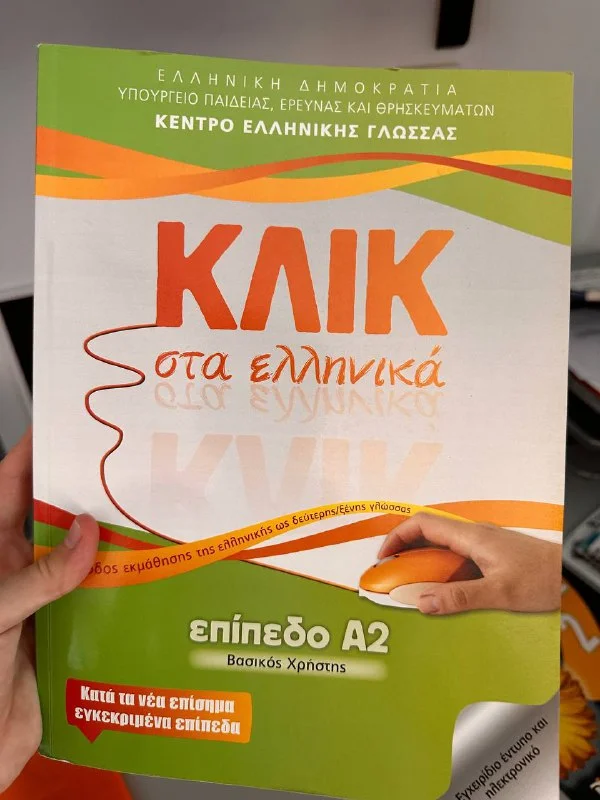 ΕΛΛΗΝΙΚΗ ΔΗΜΟΚΡΑΤΙΑ
ΥΠΟΥΡΓΕΙΟ ΠΑΙΔΕΙΑΣ, ΕΡΕΥΝΑΣ ΚΑΙ ΘΡΗΣΚΕΥΜΑΤΩΝ
ΚΕΝΤΡΟ ΕΛΛΗΝΙΚΗΣ ΓΛΩΣΣΑΣ
ΚΛΙΚ
στα ελληνικά
εκμάθησης της ελληνικής ως δεύτερης/ξένης γλώσσας
επίπεδο Α2
Βασικός Χρήστης
Κατά τα νέα επίσημα
εγκεκριμένα επίπεδα
Εγχειρίδιο έντυπο και
ηλεκτρονικό